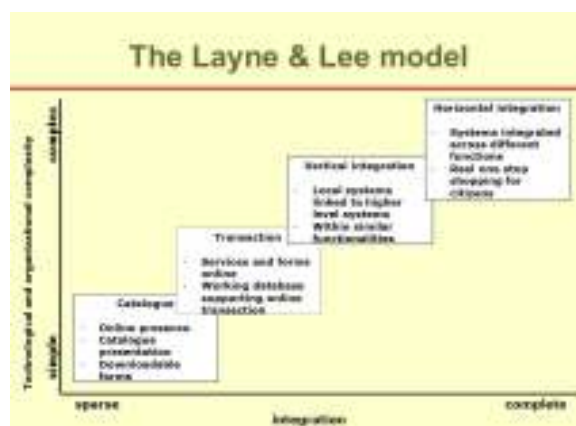 The Layne & Lee model
Technological and organisational complexity
complex
simple
Horizontal integration
Systems integrated
across different
functions
Real one stop
shopping for
citizens
Vertical integration
Local systems
linked to higher
level systems
Within similar
functionalities
Transaction
Services and forms
online
Working database
supporting online
transaction
Catalogue
Online presence
Catalogue
presentation
Downloadable
forms
sparse
complete
Integration